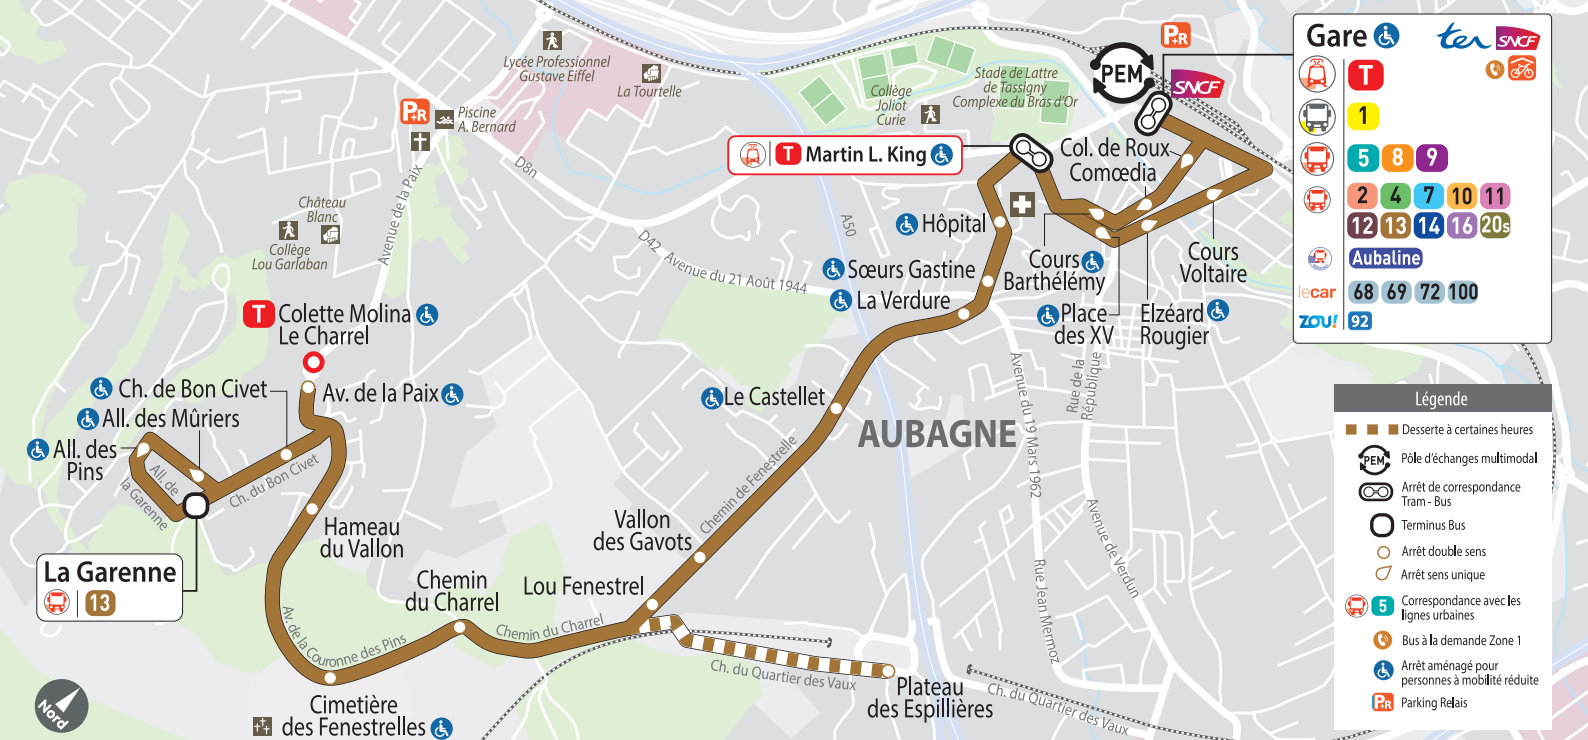 Lycée Professionnel
Gustave Eiffel
La Tourtelle
P+R
Piscine
A. Bernard
D8n
Avenue de la Paix
Château
Blanc
Collège
Lou Garlaban
T Colette Molina
Le Charrel
Av. de la Paix
Ch. de Bon Civet
All. des Mûriers
All. des
Pins
All. de
la Garenne
Ch. du Bon Civet
La Garenne
13
Hameau
du Vallon
Av. de la Couronne des Pins
Cimetière
des Fenestrelles
Nord
Chemin
du Charrel
Chemin du Charrel
Lou Fenestrel
Vallon
des Gavots
Chemin de Fenestrelle
Ch. du Quartier des Vaux
Plateau
des Espillières
Ch. du Quartier des Vaux
Le Castellet
AUBAGNE
La Verdure
Sœurs Gastine
Hôpital
D42 Avenue du 21 Août 1944
A50
T Martin L. King
Collège
Joliot
Curie
Stade de Lattre
de Tassigny
Complexe du Bras d'Or
PEM
P+R
SNCF
Col. de Roux
Comœdia
Cours
Barthélémy
Place
des XV
Elzéard
Rougier
Cours
Voltaire
Rue de la
République
Avenue du 19 Mars 1962
Rue Jean Mermoz
Avenue de Verdun
Gare
ter SNCF
T
1
5 8 9
2 4 7 10 11
12 13 14 16 20s
Aubaline
lecar 68 69 72 100
ZOU! 92
Légende
Desserte à certaines heures
PEM Pôle d'échanges multimodal
Arrêt de correspondance
Tram - Bus
Terminus Bus
Arrêt double sens
Arrêt sens unique
5 Correspondance avec les
lignes urbaines
Bus à la demande Zone 1
Arrêt aménagé pour
personnes à mobilité réduite
P+R Parking Relais